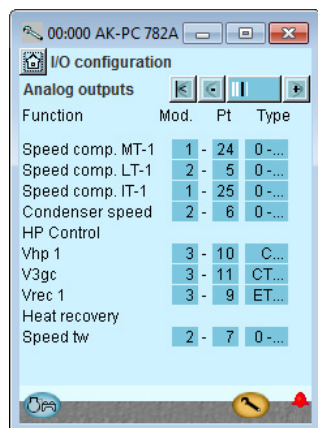 00:000 AK-PC 782A
I/O configuration
Analog outputs
Function Mod. Pt Type
Speed comp. MT-1 1 - 24 0 -...
Speed comp. LT-1 2 - 5 0 -...
Speed comp. IT-1 1 - 25 0 -...
Condenser speed 2 - 6 0 -...
HP Control
Vhp 1 3 - 10 C...
V3gc 3 - 11 CT...
Vrec 1 3 - 9 ET...
Heat recovery
Speed tw 2 - 7 0 -...